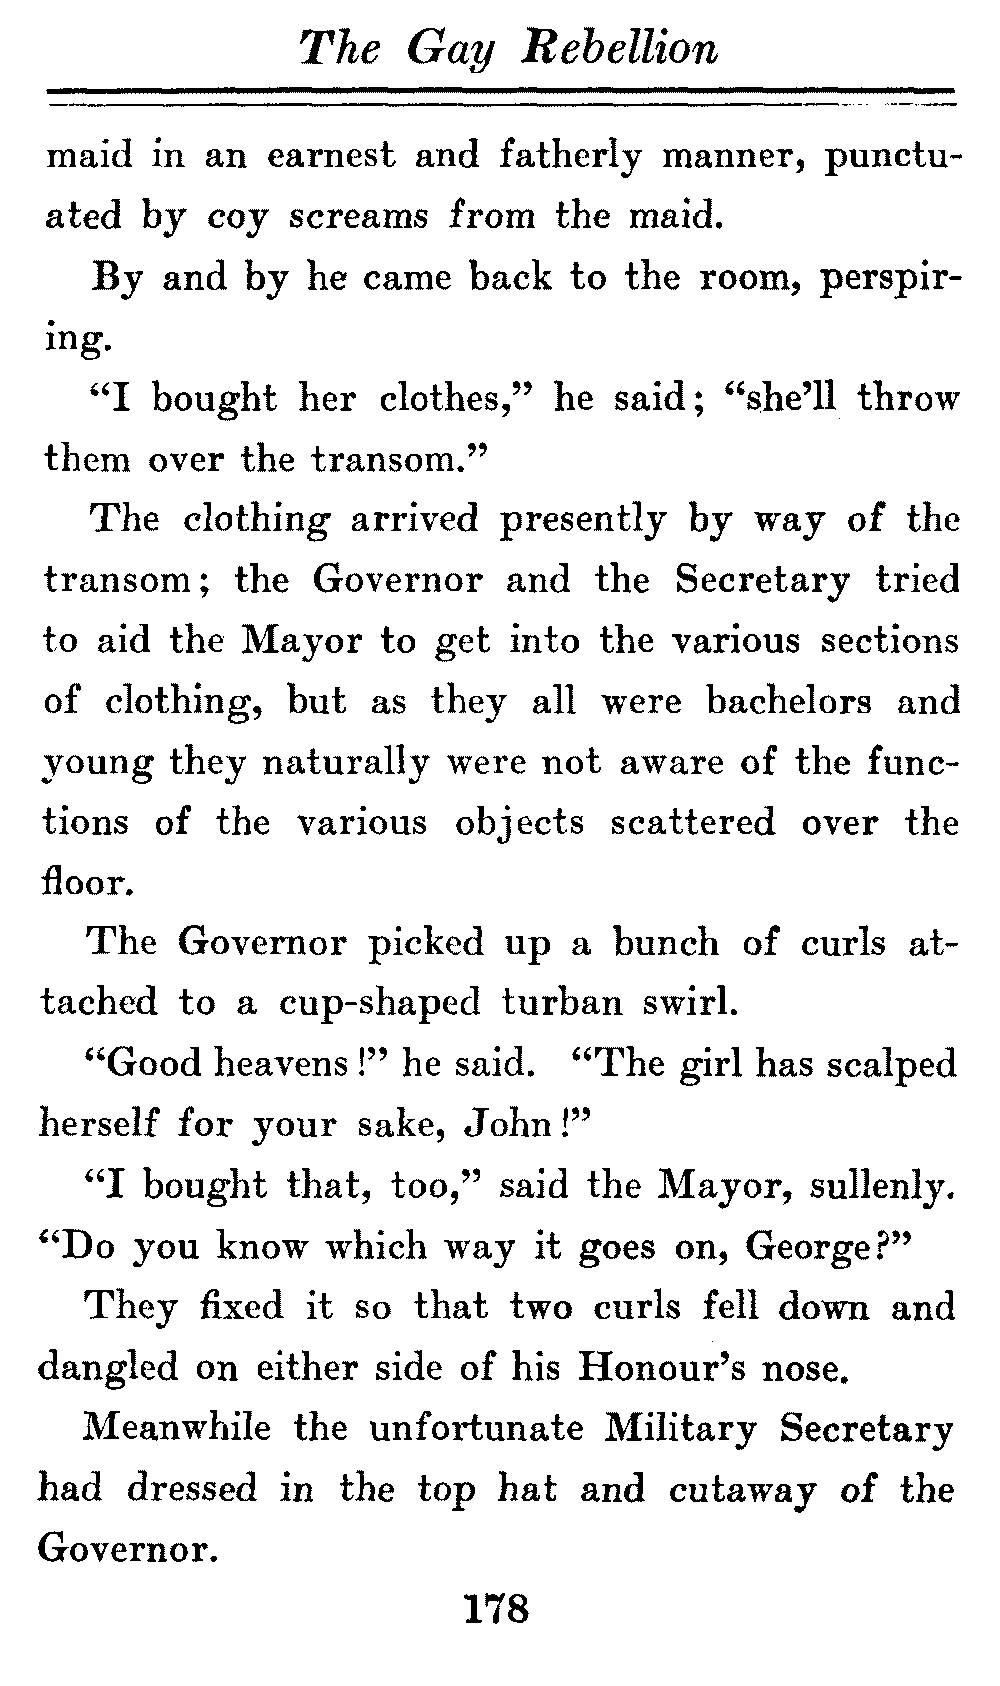 The Gay Rebellion
maid in an earnest and fatherly manner, punctu-
ated by coy screams from the maid.
By and by he came back to the room, perspir-
ing.
“I bought her clothes,” he said; “she’ll throw
them over the transom.”
The clothing arrived presently by way of the
transom; the Governor and the Secretary tried
to aid the Mayor to get into the various sections
of clothing, but as they all were bachelors and
young they naturally were not aware of the func-
tions of the various objects scattered over the
floor.
The Governor picked up a bunch of curls at-
tached to a cup-shaped turban swirl.
“Good heavens!” he said. “The girl has scalped
herself for your sake, John!”
“I bought that, too,” said the Mayor, sullenly.
“Do you know which way it goes on, George?”
They fixed it so that two curls fell down and
dangled on either side of his Honour’s nose.
Meanwhile the unfortunate Military Secretary
had dressed in the top hat and cutaway of the
Governor.
178